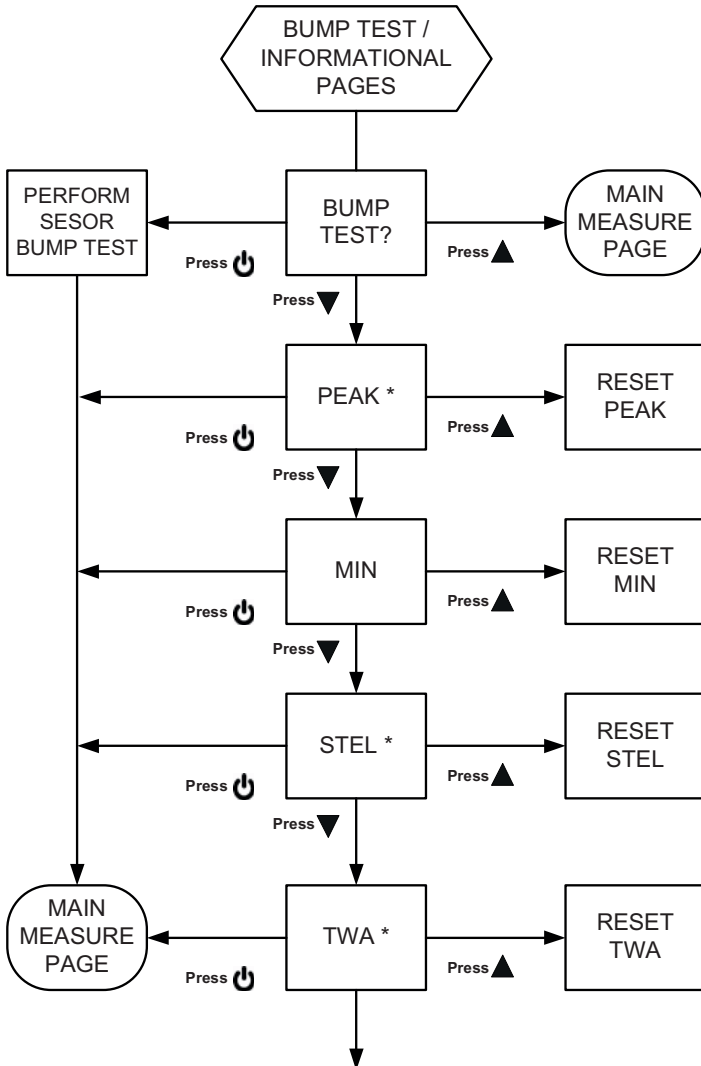 BUMP TEST /
INFORMATIONAL
PAGES
PERFORM
SESOR
BUMP TEST
BUMP
TEST?
MAIN
MEASURE
PAGE
Press
Press
Press
PEAK *
RESET
PEAK
Press
Press
Press
MIN
RESET
MIN
Press
Press
Press
STEL *
RESET
STEL
Press
Press
Press
MAIN
MEASURE
PAGE
TWA *
RESET
TWA
Press
Press